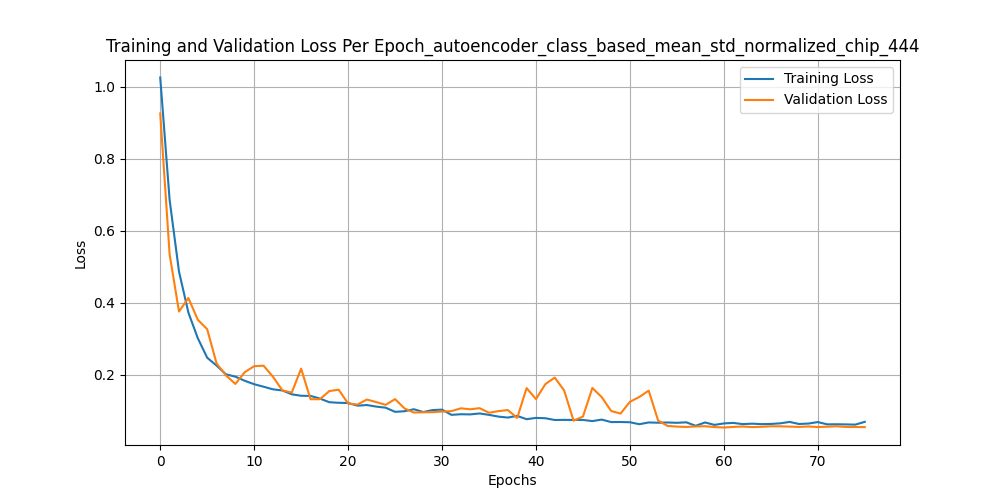 Training and Validation Loss Per Epoch_autoencoder_class_based_mean_std_normalized_chip_444
Training Loss
Validation Loss
1.0
0.8
0.6
0.4
0.2
Loss
0 10 20 30 40 50 60 70
Epochs